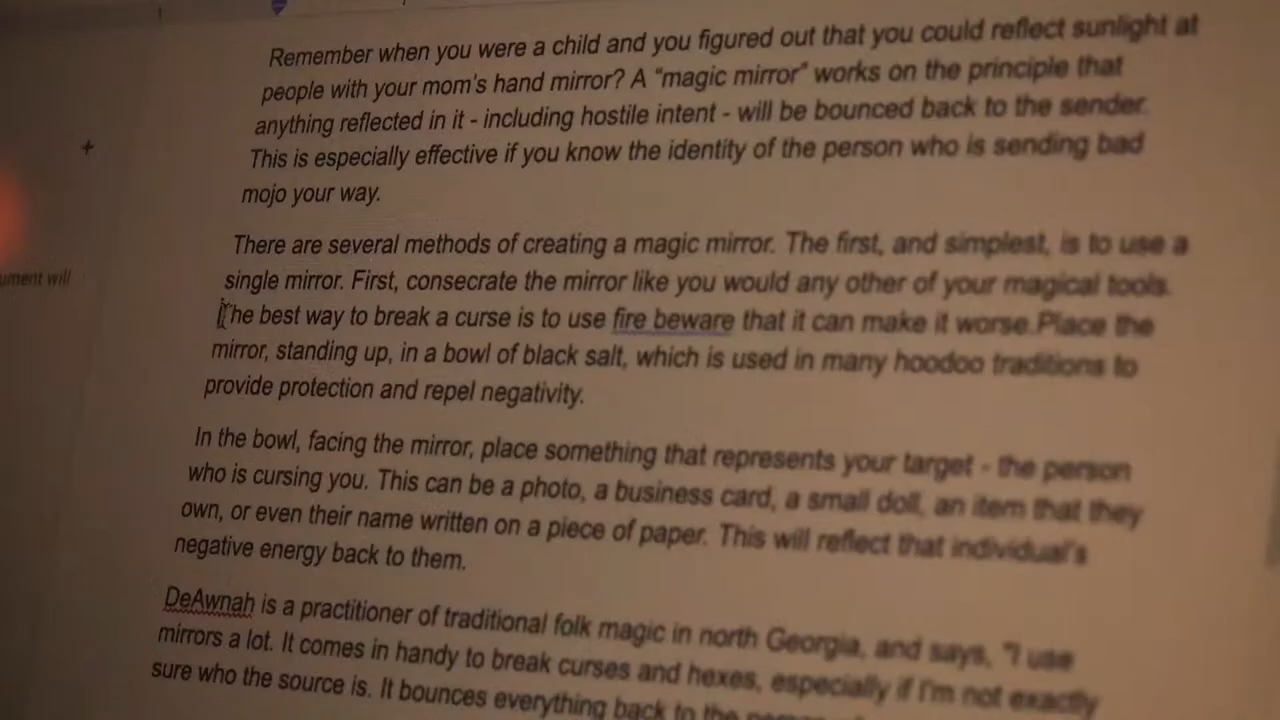 Remember when you were a child and you figured out that you could reflect sunlight at
people with your mom's hand mirror? A "magic mirror" works on the principle that
anything reflected in it - including hostile intent - will be bounced back to the sender.
This is especially effective if you know the identity of the person who is sending bad
mojo your way.
There are several methods of creating a magic mirror. The first, and simplest, is to use a
single mirror. First, consecrate the mirror like you would any other of your magical tools.
The best way to break a curse is to use fire beware that it can make it worse.Place the
mirror, standing up, in a bowl of black salt, which is used in many hoodoo traditions to
provide protection and repel negativity.
ument will
In the bowl, facing the mirror, place something that represents your target - the person
who is cursing you. This can be a photo, a business card, a small doll, an item that they
own, or even their name written on a piece of paper. This will reflect that individual's
negative energy back to them.
DeAwnah is a practitioner of traditional folk magic in north Georgia, and says, "I use
mirrors a lot. It comes in handy to break curses and hexes, especially if I'm not exactly
sure who the source is. It bounces everything back to the